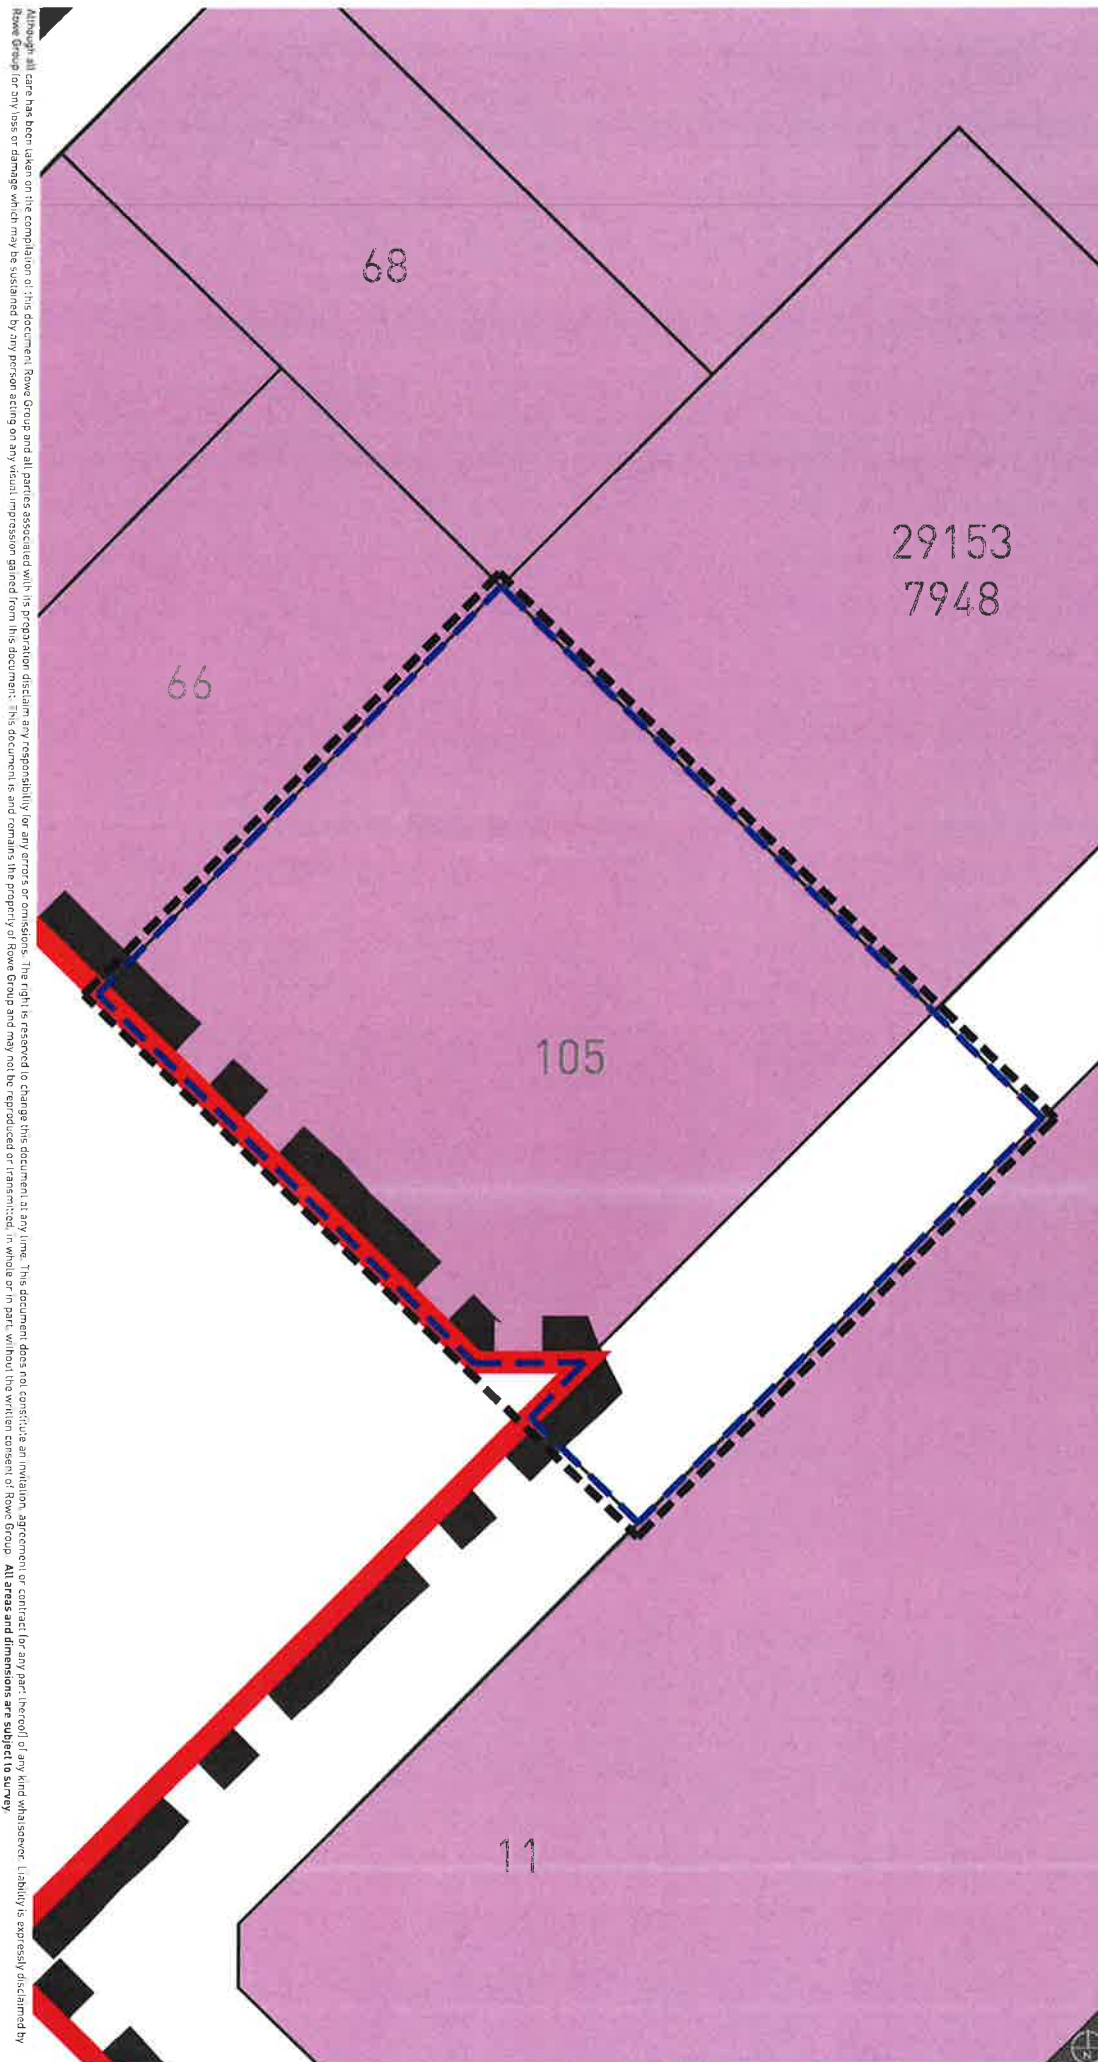 68
29153
7948
66
105
11
Although all care has been taken on the compilation of this document Rowe Group and all parties associated with its preparation disclaim any responsibility for any errors or omissions. The right is reserved to change this document at any time. This document does not constitute an invitation, agreement or contract (or any part thereof) of any kind whatsoever. Liability is expressly disclaimed by
Rowe Group for any loss or damage which may be sustained by any person acting on any visual impression gained from this document. This document is and remains the property of Rowe Group and may not be reproduced or transmitted, in whole or in part, without the written consent of Rowe Group. All areas and dimensions are subject to survey.
N